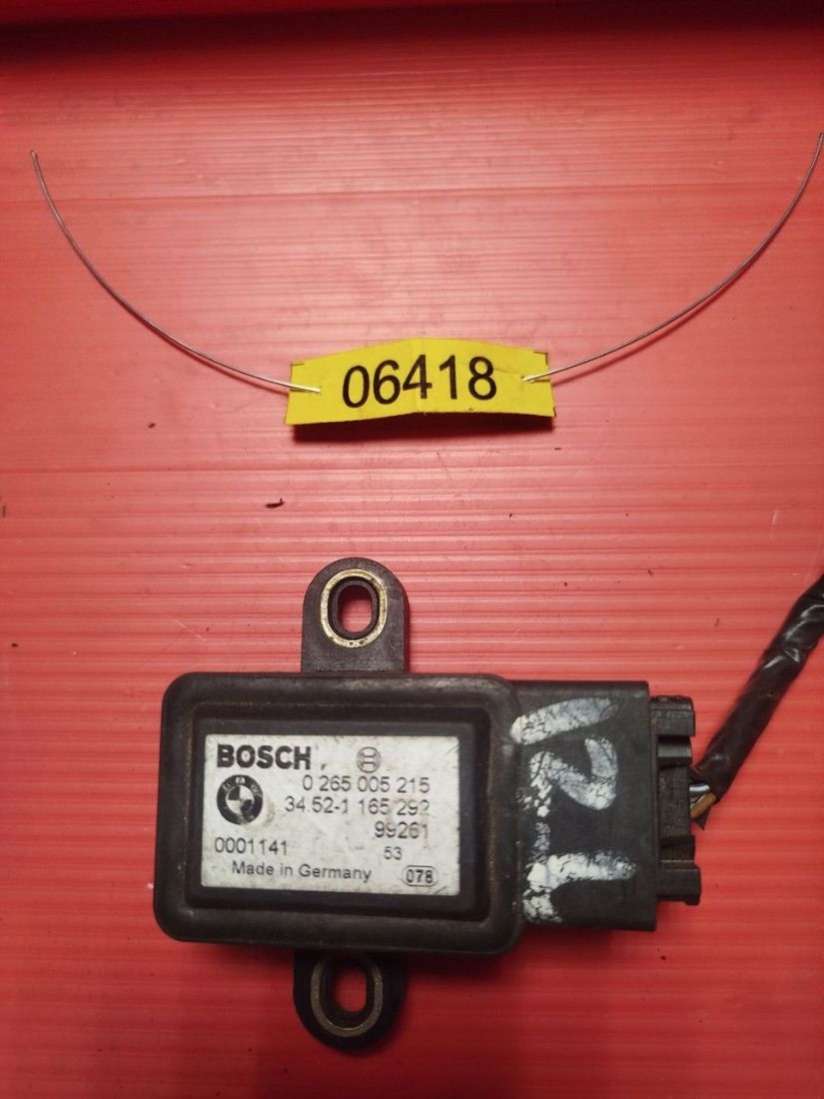 06418
BOSCH
0 265 005 215
34.52-1 165 292
99261
0001141 53
Made in Germany 078